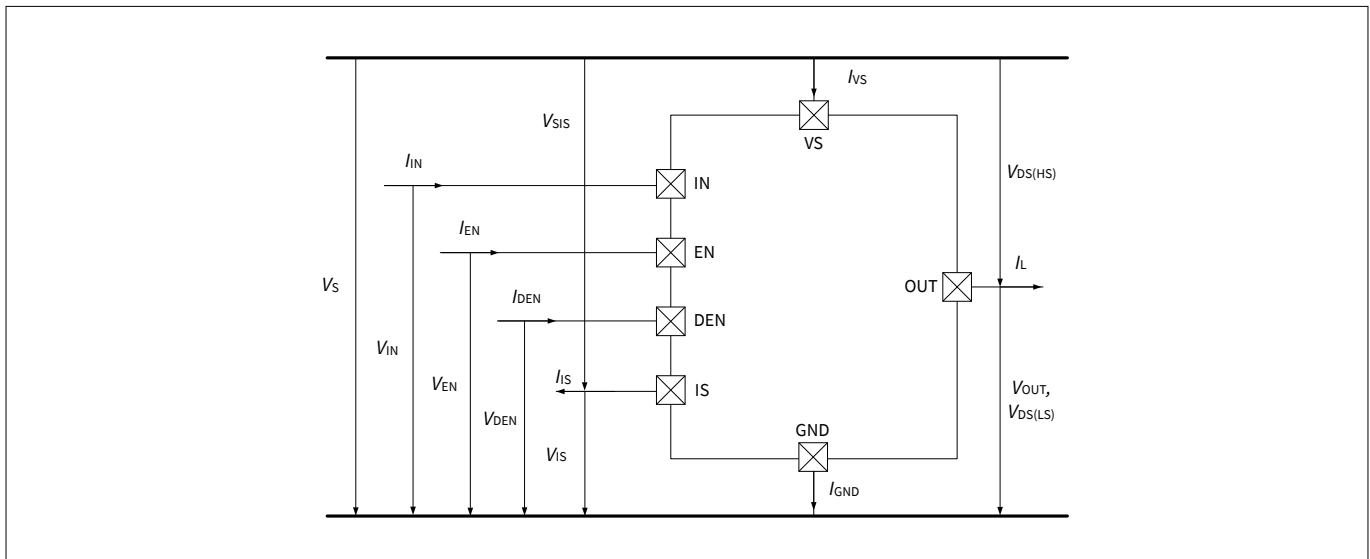 IVS
VSIS
VS
IIN
IN
VDS(HS)
IEN
EN
IL
VS
OUT
IDEN
DEN
VIN
VEN
IIS
IS
VOUT,
VDS(LS)
VDEN
GND
VIS
IGND